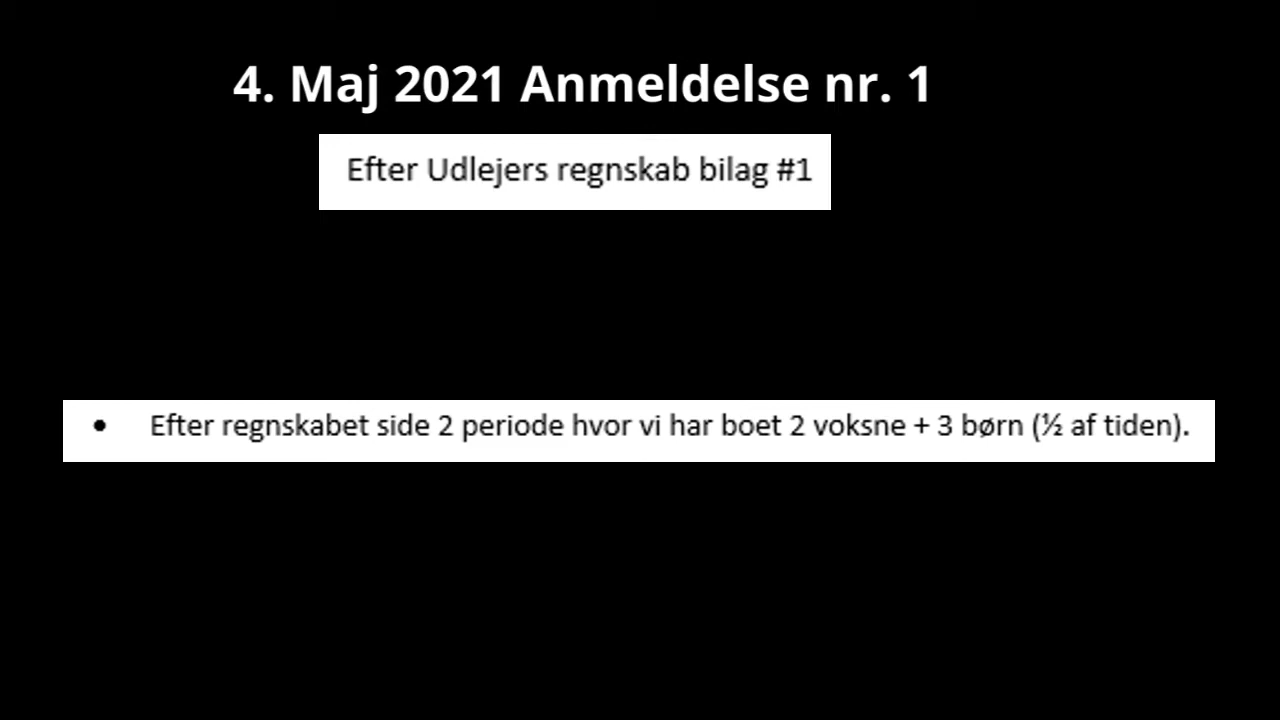 4. Maj 2021 Anmeldelse nr. 1
Efter Udlejers regnskab bilag #1
• Efter regnskabet side 2 periode hvor vi har boet 2 voksne + 3 børn (½ af tiden).